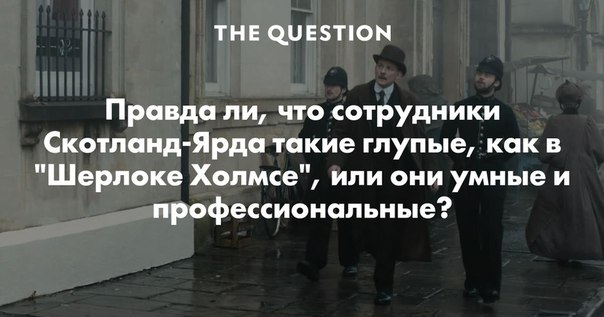 THE QUESTION
Правда ли, что сотрудники
Скотланд-Ярда такие глупые, как в
"Шерлоке Холмсе", или они умные и
профессиональные?